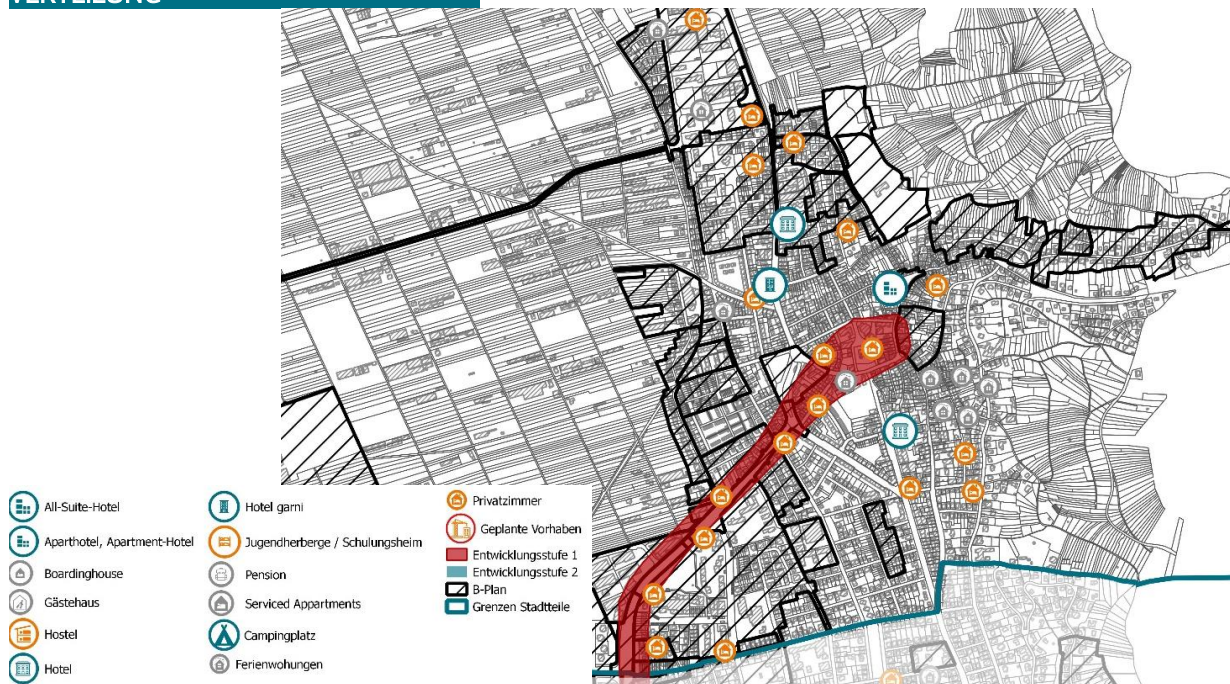 VERTEILUNG
All-Suite-Hotel
Aparthotel, Apartment-Hotel
Boardinghouse
Gästehaus
Hostel
Hotel
Hotel garni
Jugendherberge / Schulungsheim
Pension
Serviced Appartments
Campingplatz
Ferienwohungen
Privatzimmer
Geplante Vorhaben
Entwicklungsstufe 1
Entwicklungsstufe 2
B-Plan
Grenzen Stadtteile